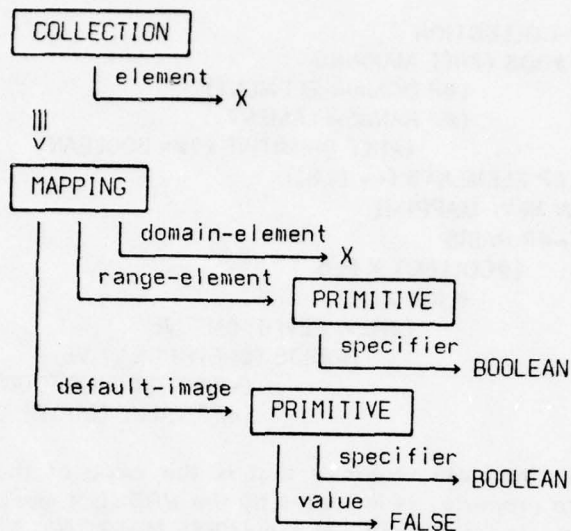 COLLECTION
element
X
MAPPING
domain-element
X
range-element
PRIMITIVE
specifier
BOOLEAN
default-image
PRIMITIVE
specifier
BOOLEAN
value
FALSE